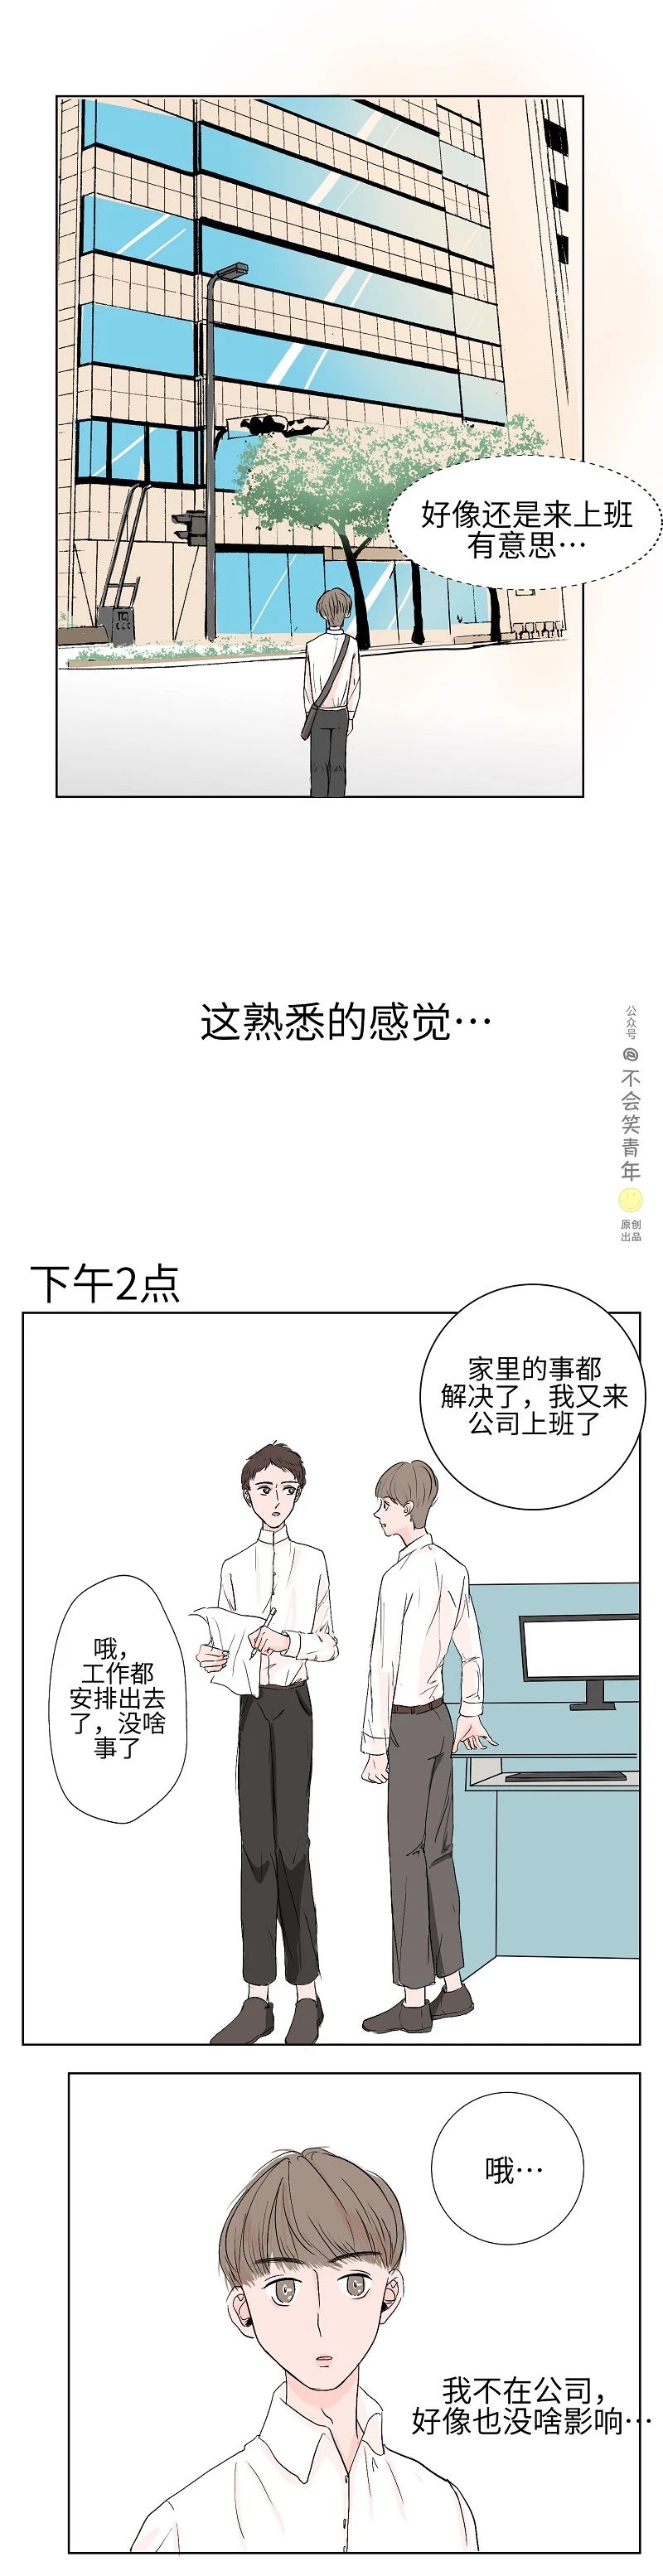 好像还是来上班
有意思…
这熟悉的感觉…
公众号
@不会笑青年
原创
出品
下午2点
家里的事都
解决了，我又来
公司上班了
哦，
工作都
安排出去
了，没啥
事了
哦…
我不在公司，
好像也没啥影响…